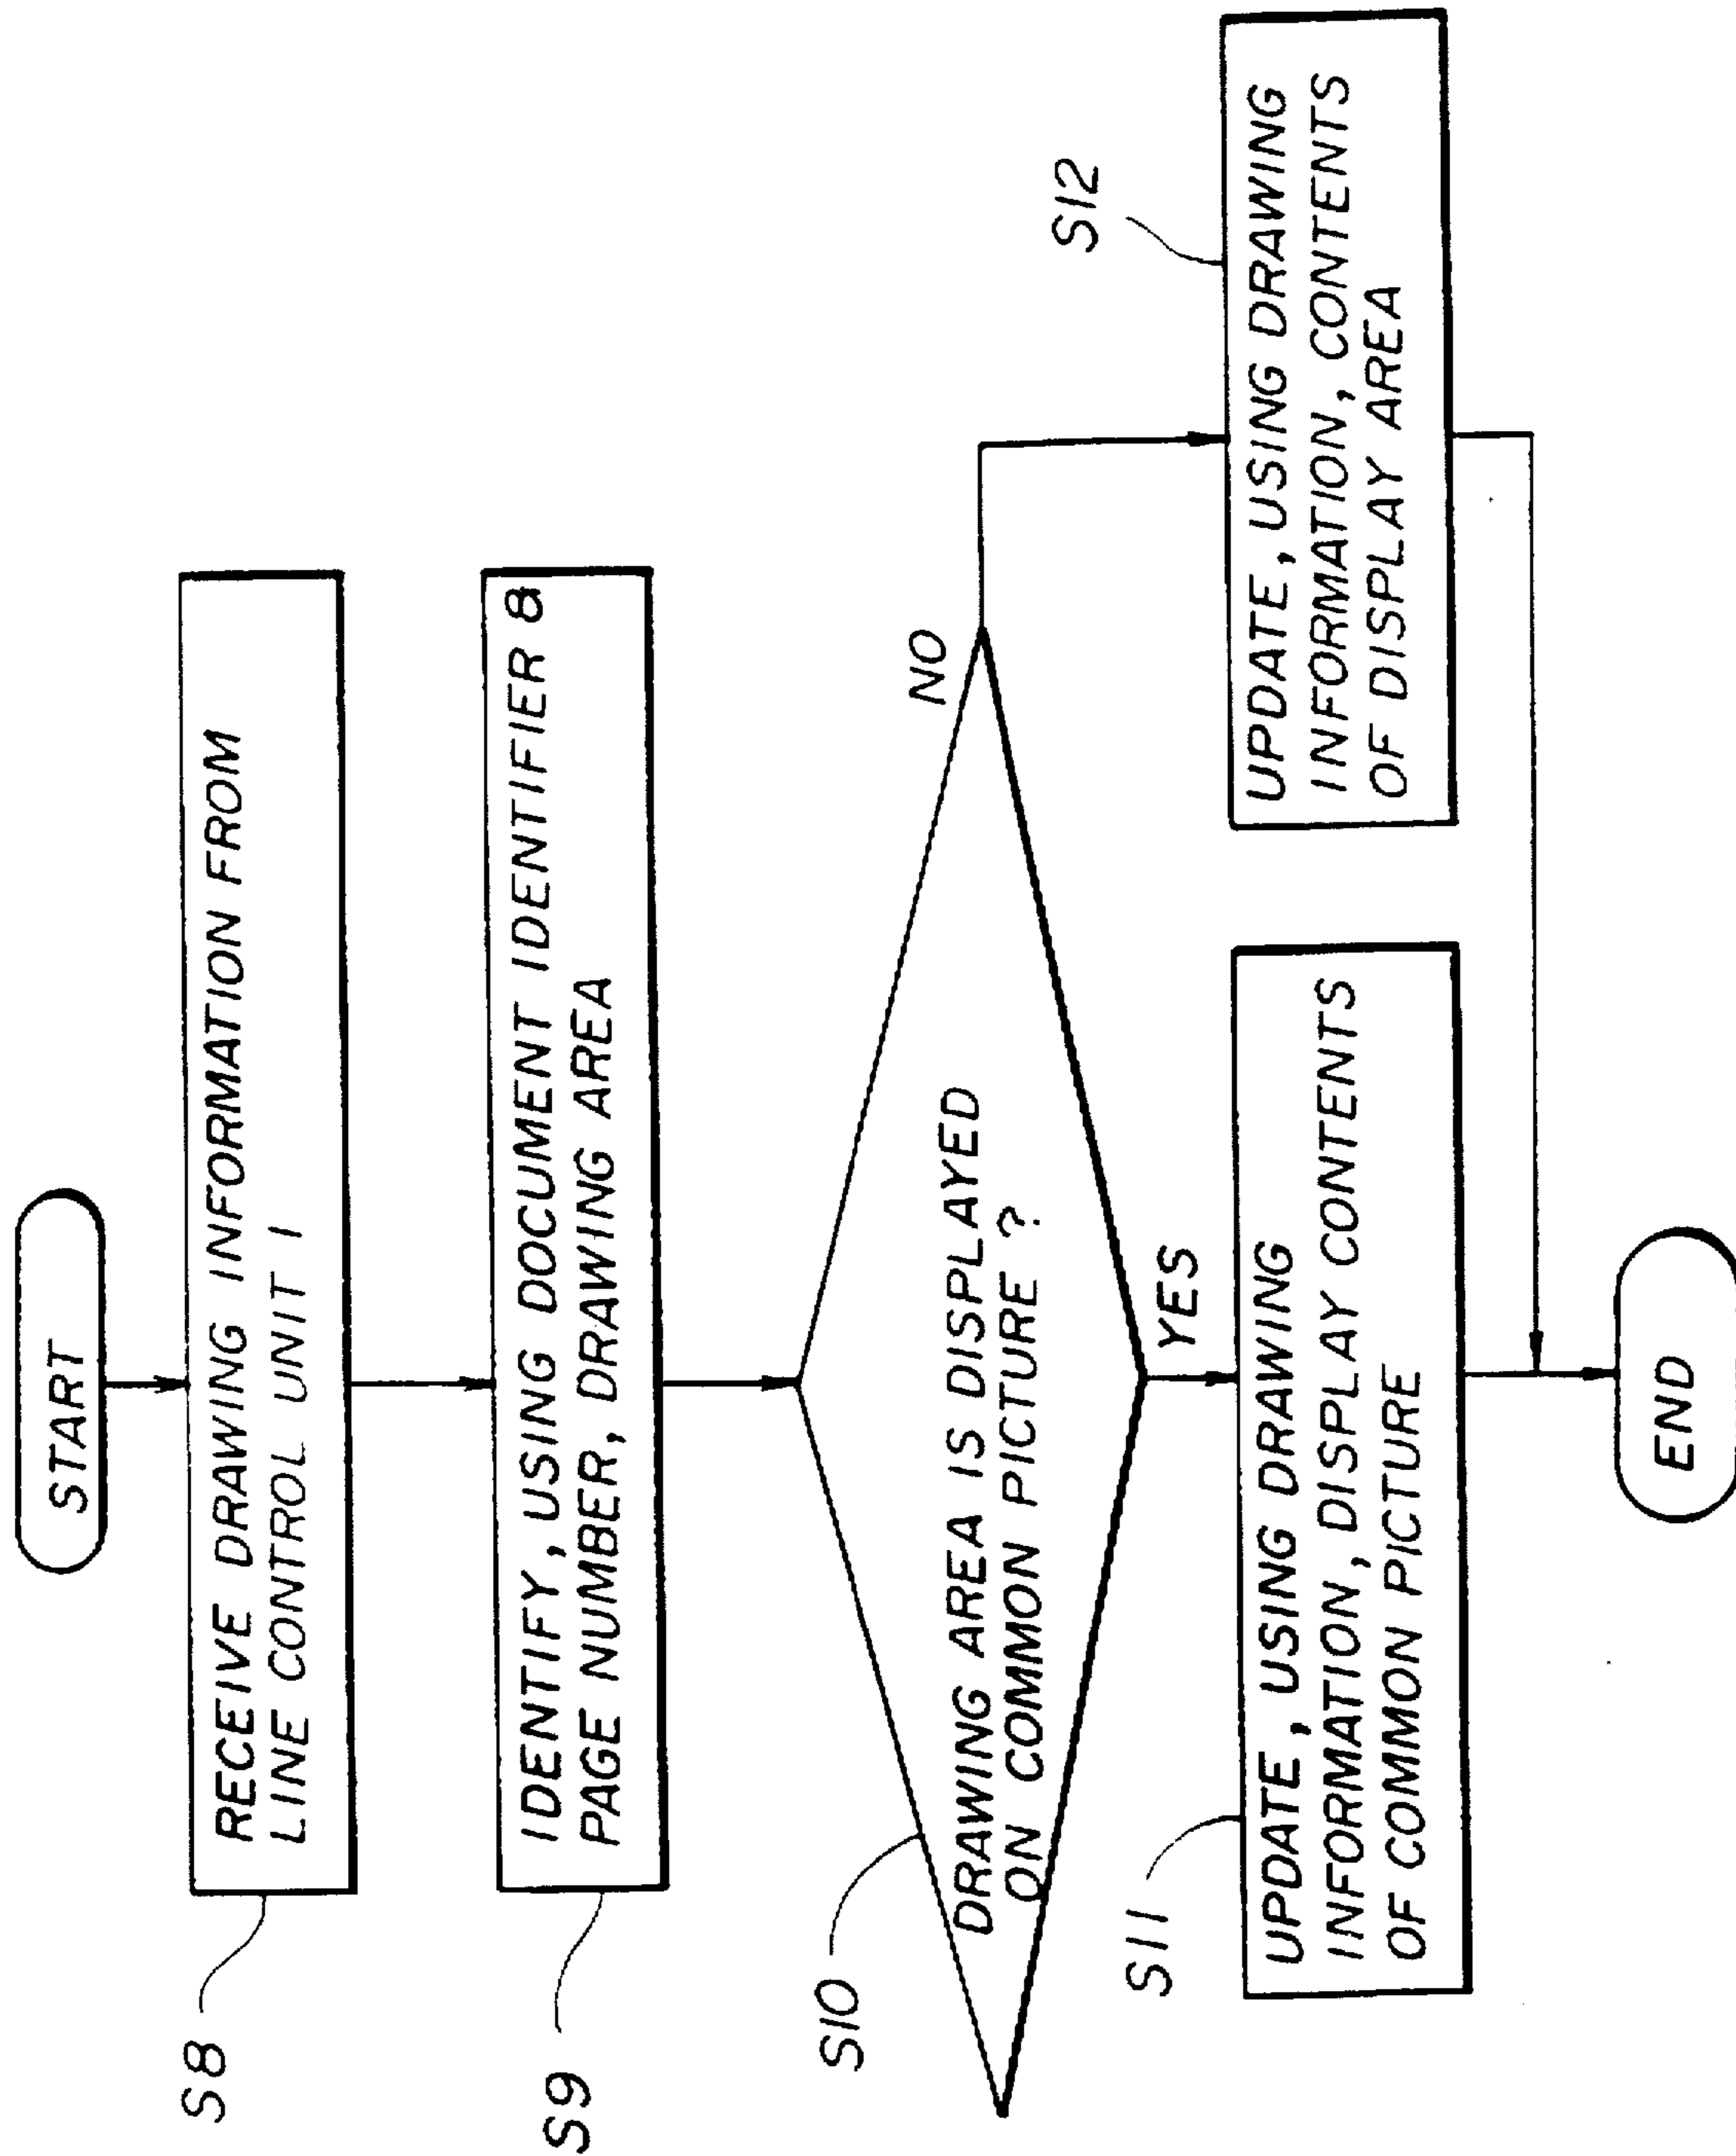 START
S8
RECEIVE DRAWING INFORMATION FROM
LINE CONTROL UNIT 1
S9
IDENTIFY, USING DOCUMENT IDENTIFIER 8
PAGE NUMBER, DRAWING AREA
S10
DRAWING AREA IS DISPLAYED
ON COMMON PICTURE ?
NO
YES
S11
UPDATE, USING DRAWING
INFORMATION, DISPLAY CONTENTS
OF COMMON PICTURE
S12
UPDATE, USING DRAWING
INFORMATION, CONTENTS
OF DISPLAY AREA
END